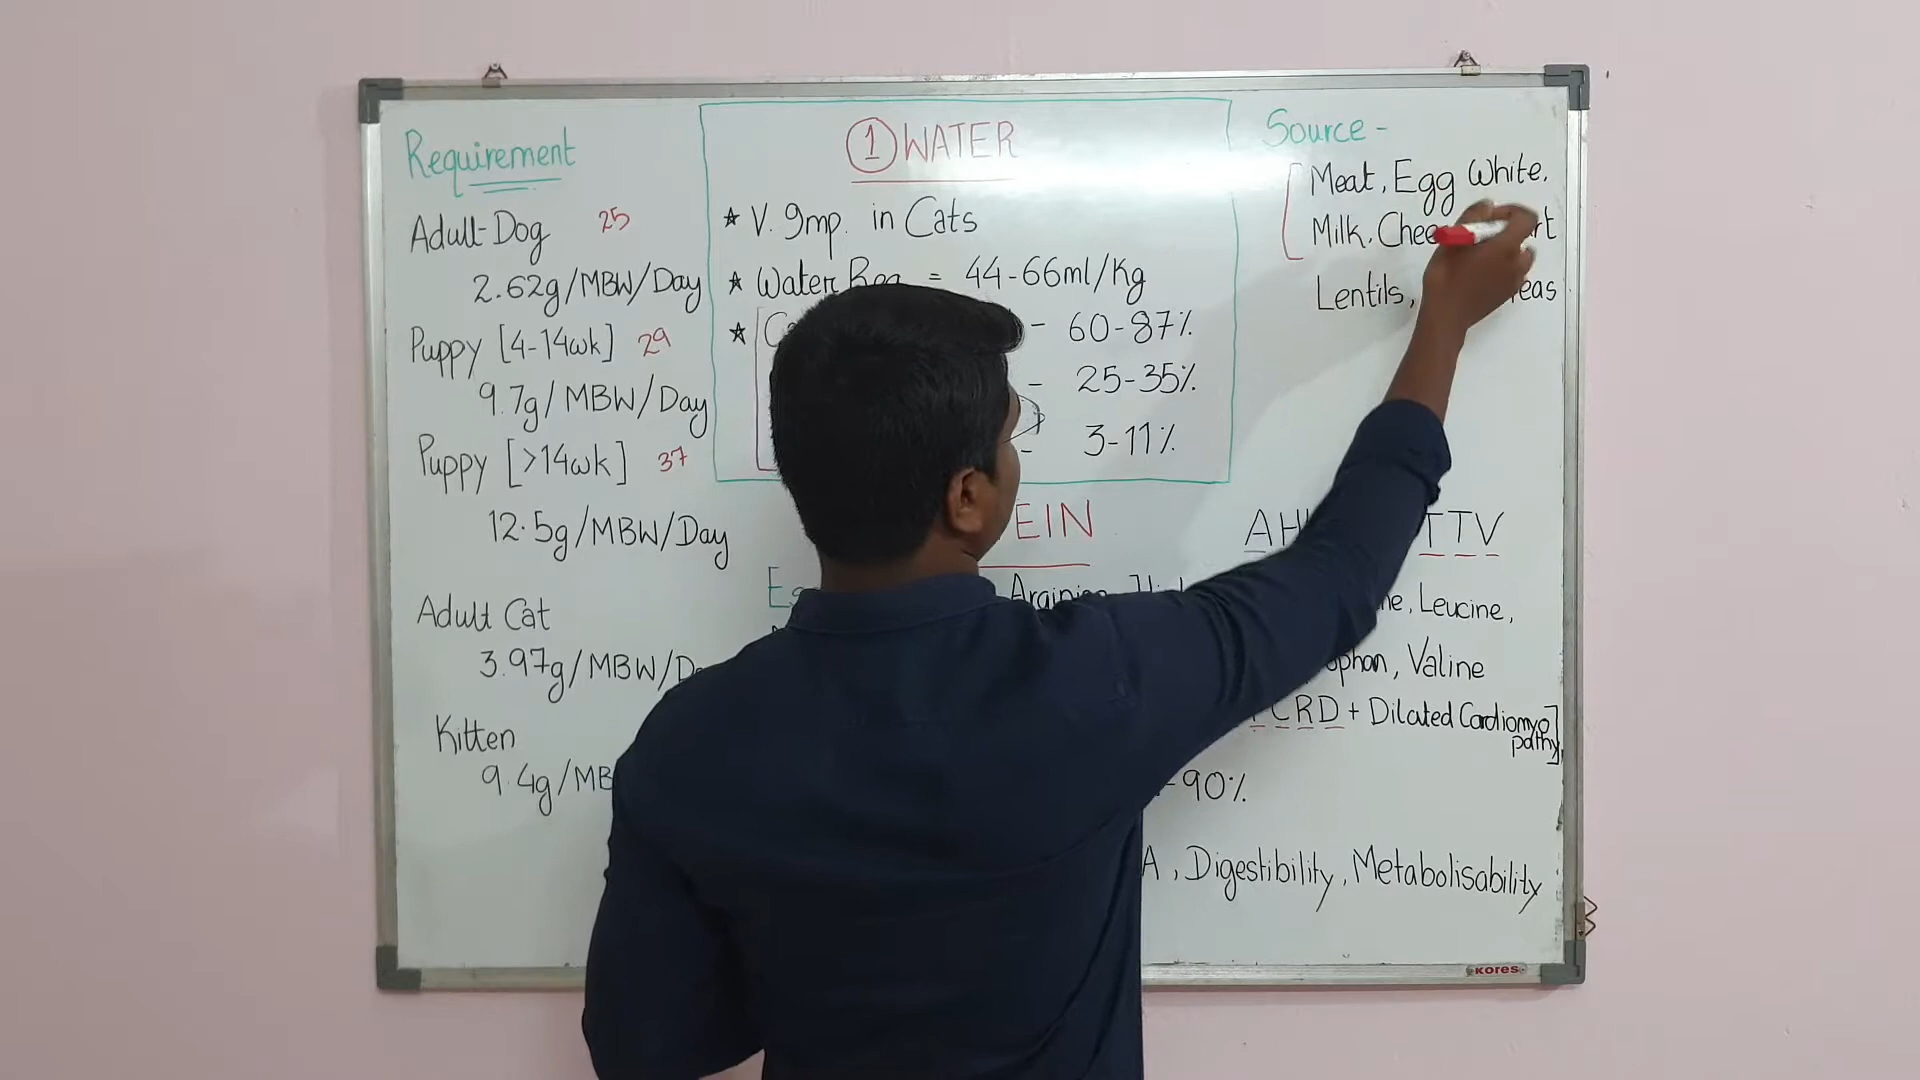 Requirement
Adult Dog 25
2.62g/MBW/Day
Puppy [4-14wk] 29
9.7g/MBW/Day
Puppy [>14wk] 37
12.5g/MBW/Day
Adult Cat
3.97g/MBW/D
Kitten
9.4g/MB
① WATER
★ V. Imp. in Cats
★ Water Req = 44-66ml/Kg
★ - 60-87%
- 25-35%
- 3-11%
EIN
Arginine
Source -
Meat, Egg White,
Milk, Chee
Lentils, eas
AH TTV
ne, Leucine,
ophan, Valine
CRD + Dilated Cardiomyo
pathy]
-90%
A, Digestibility, Metabolisability
KORES